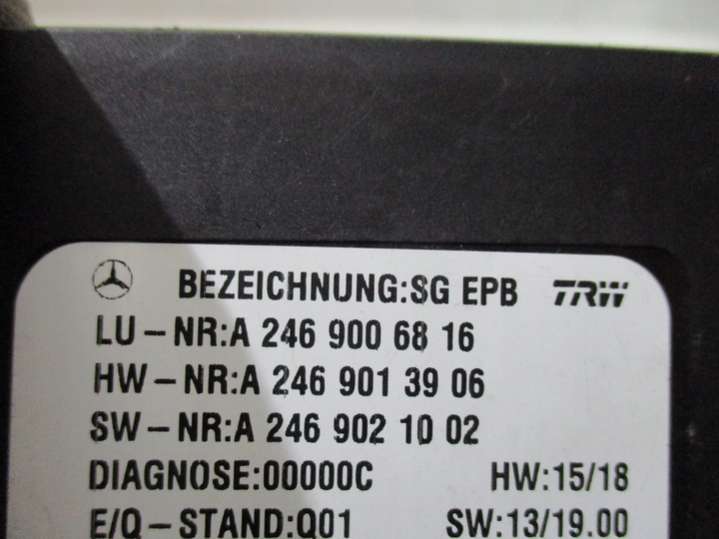 BEZEICHNUNG:SG EPB TRW
LU-NR:A 246 900 68 16
HW-NR:A 246 901 39 06
SW-NR:A 246 902 10 02
DIAGNOSE:00000C HW:15/18
E/Q-STAND:Q01 SW:13/19.00